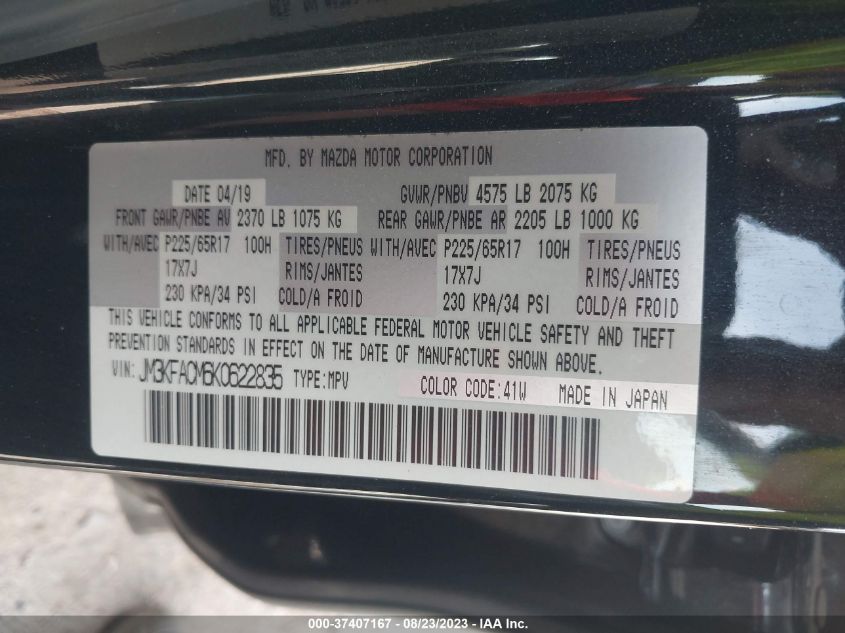 MFD. BY MAZDA MOTOR CORPORATION
DATE 04/19 GVWR/PNBV 4575 LB 2075 KG
FRONT GAWR/PNBE AV 2370 LB 1075 KG REAR GAWR/PNBE AR 2205 LB 1000 KG
WITH/AVEC P225/65R17 100H TIRES/PNEUS WITH/AVEC P225/65R17 100H TIRES/PNEUS
17X7J RIMS/JANTES 17X7J RIMS/JANTES
230 KPA/34 PSI COLD/A FROID 230 KPA/34 PSI COLD/A FROID
THIS VEHICLE CONFORMS TO ALL APPLICABLE FEDERAL MOTOR VEHICLE SAFETY AND THEFT
PREVENTION STANDARDS IN EFFECT ON THE DATE OF MANUFACTURE SHOWN ABOVE.
VIN: JM3KFACM6K0622835 TYPE:MPV COLOR CODE:41W MADE IN JAPAN
000-37407167 - 08/23/2023 - IAA Inc.